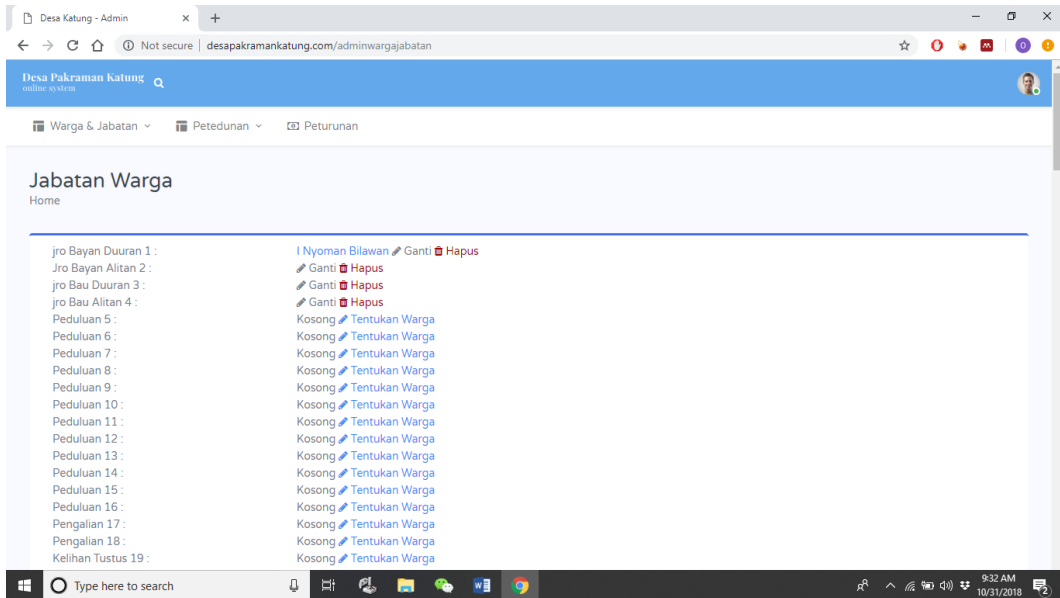 Desa Katung - Admin
Not secure | desapakramankatung.com/adminwargajabatan
Desa Pakraman Katung
online system
Warga & Jabatan Petedunan Peturunan
Jabatan Warga
Home
jro Bayan Duuran 1 : I Nyoman Bilawan Ganti Hapus
Jro Bayan Alitan 2 : Ganti Hapus
jro Bau Duuran 3 : Ganti Hapus
jro Bau Alitan 4 : Ganti Hapus
Peduluan 5 : Kosong Tentukan Warga
Peduluan 6 : Kosong Tentukan Warga
Peduluan 7 : Kosong Tentukan Warga
Peduluan 8 : Kosong Tentukan Warga
Peduluan 9 : Kosong Tentukan Warga
Peduluan 10 : Kosong Tentukan Warga
Peduluan 11 : Kosong Tentukan Warga
Peduluan 12 : Kosong Tentukan Warga
Peduluan 13 : Kosong Tentukan Warga
Peduluan 14 : Kosong Tentukan Warga
Peduluan 15 : Kosong Tentukan Warga
Peduluan 16 : Kosong Tentukan Warga
Pengalian 17 : Kosong Tentukan Warga
Pengalian 18 : Kosong Tentukan Warga
Kelihan Tustus 19 : Kosong Tentukan Warga
Type here to search
9:32 AM
10/31/2018